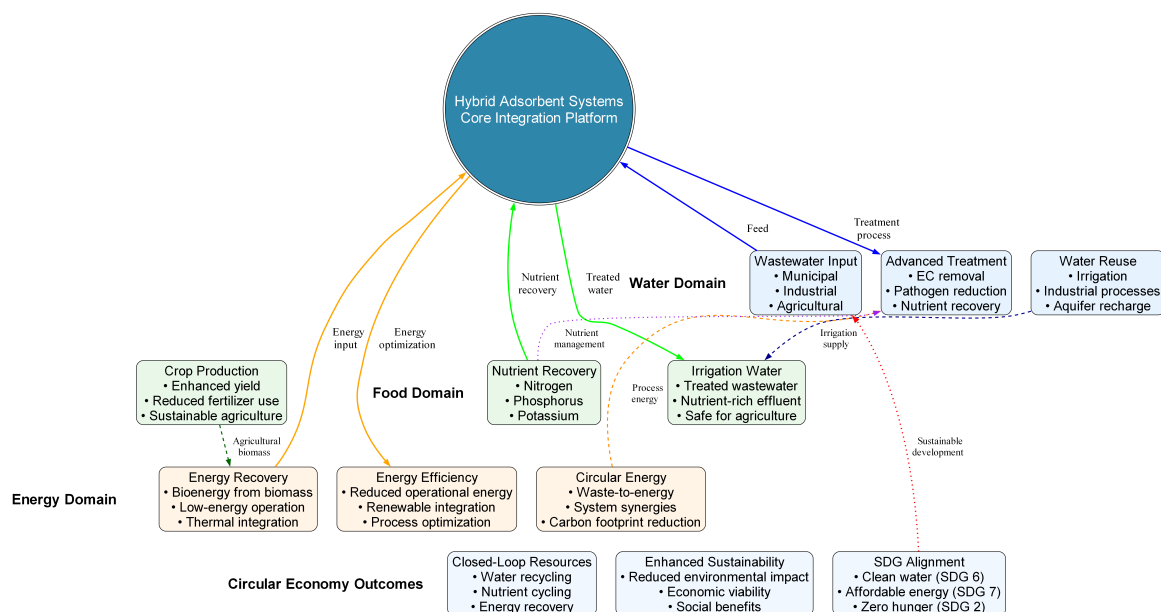 Hybrid Adsorbent Systems
Core Integration Platform
Feed
Treatment
process
Wastewater Input
• Municipal
• Industrial
• Agricultural
Advanced Treatment
• EC removal
• Pathogen reduction
• Nutrient recovery
Water Reuse
• Irrigation
• Industrial processes
• Aquifer recharge
Water Domain
Nutrient
recovery
Treated
water
Energy
input
Energy
optimization
Nutrient
management
Irrigation
supply
Crop Production
• Enhanced yield
• Reduced fertilizer use
• Sustainable agriculture
Food Domain
Nutrient Recovery
• Nitrogen
• Phosphorus
• Potassium
Irrigation Water
• Treated wastewater
• Nutrient-rich effluent
• Safe for agriculture
Process
energy
Agricultural
biomass
Sustainable
development
Energy Domain
Energy Recovery
• Bioenergy from biomass
• Low-energy operation
• Thermal integration
Energy Efficiency
• Reduced operational energy
• Renewable integration
• Process optimization
Circular Energy
• Waste-to-energy
• System synergies
• Carbon footprint reduction
Circular Economy Outcomes
Closed-Loop Resources
• Water recycling
• Nutrient cycling
• Energy recovery
Enhanced Sustainability
• Reduced environmental impact
• Economic viability
• Social benefits
SDG Alignment
• Clean water (SDG 6)
• Affordable energy (SDG 7)
• Zero hunger (SDG 2)